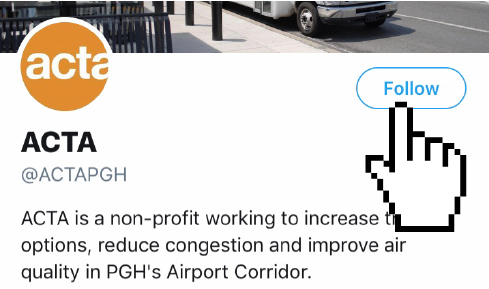 acta
Follow
ACTA
@ACTAPGH
ACTA is a non-profit working to increase
options, reduce congestion and improve air
quality in PGH's Airport Corridor.